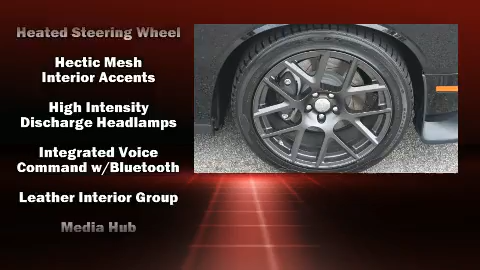 Heated Steering Wheel
Hectic Mesh
Interior Accents
High Intensity
Discharge Headlamps
Integrated Voice
Command w/Bluetooth
Leather Interior Group
Media Hub